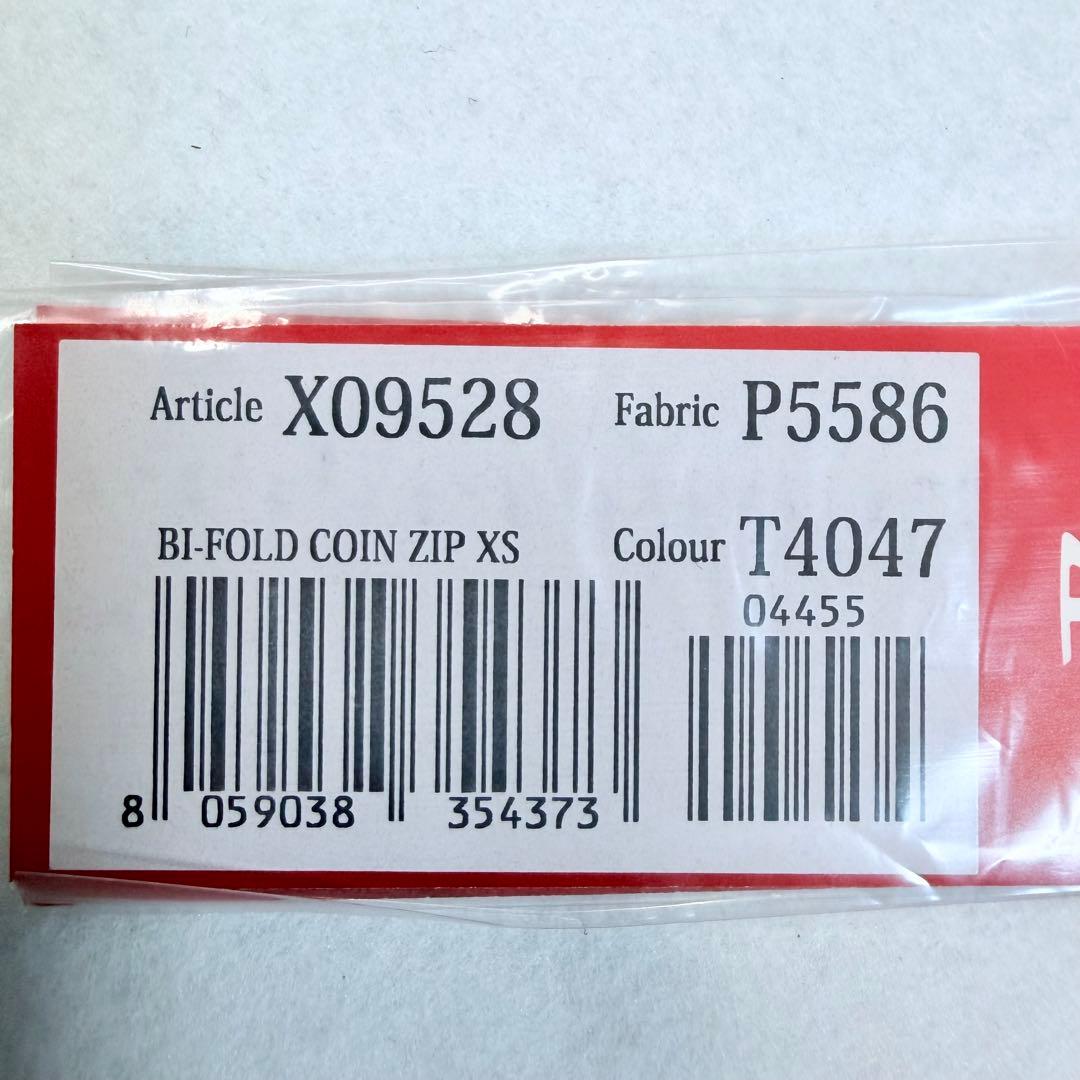 Article X09528 Fabric P5586
BI-FOLD COIN ZIP XS Colour T4047
04455
8 059038 354373